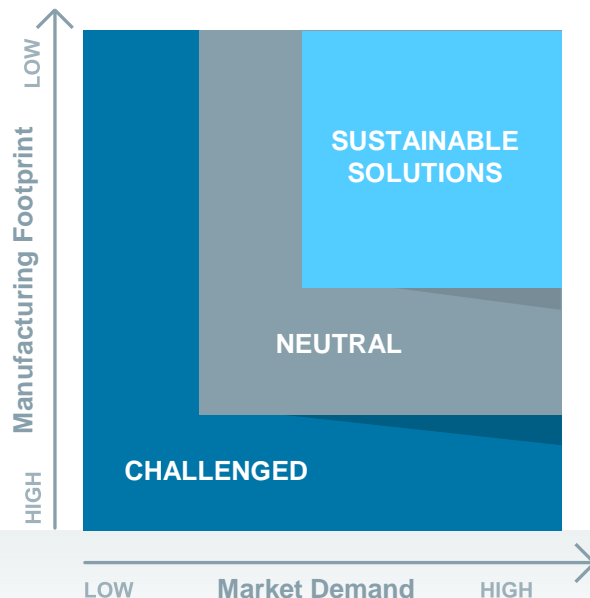 LOW
Manufacturing Footprint
HIGH
SUSTAINABLE
SOLUTIONS
NEUTRAL
CHALLENGED
LOW Market Demand HIGH